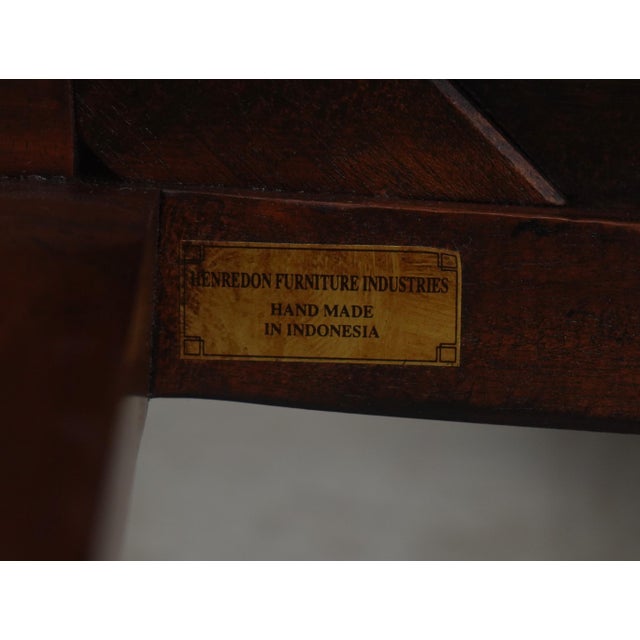 HENREDON FURNITURE INDUSTRIES
HAND MADE
IN INDONESIA